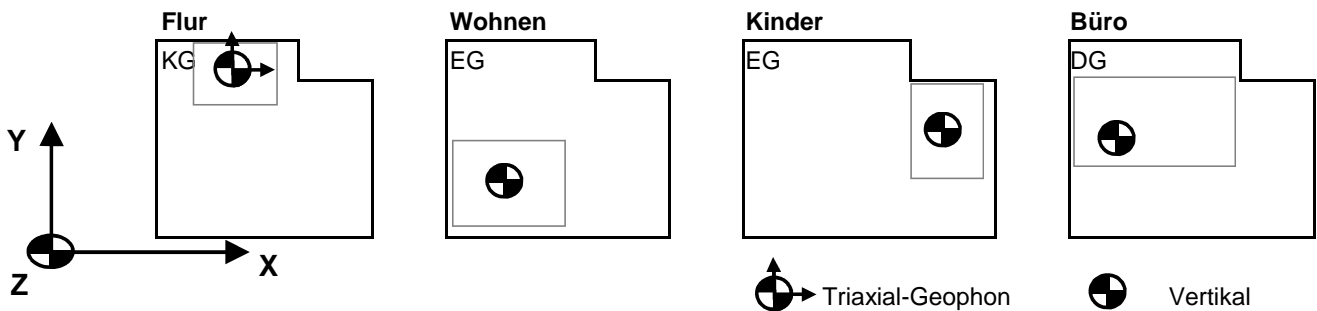 Flur
Wohnen
Kinder
Büro
KG
EG
EG
DG
Y
X
Z
Triaxial-Geophon
Vertikal